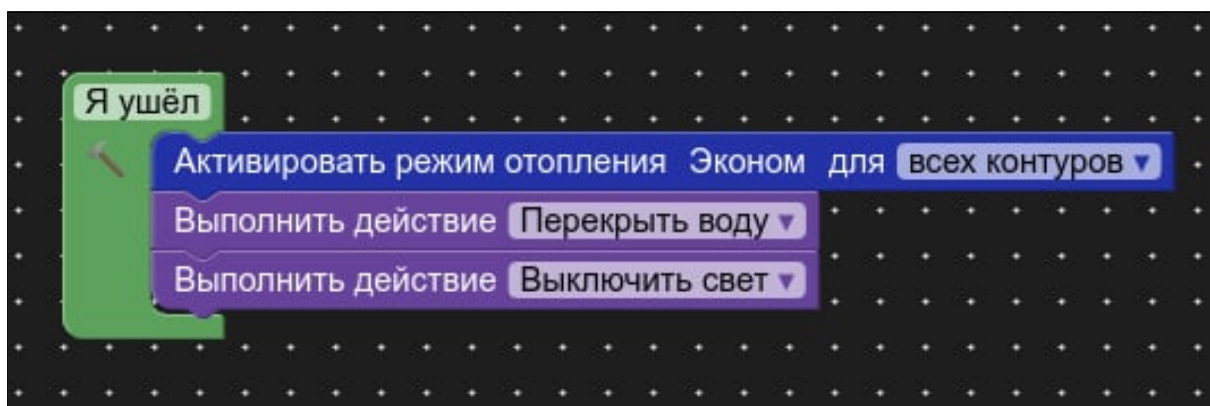 Я ушёл
Активировать режим отопления Эконом для всех контуров
Выполнить действие Перекрыть воду
Выполнить действие Выключить свет